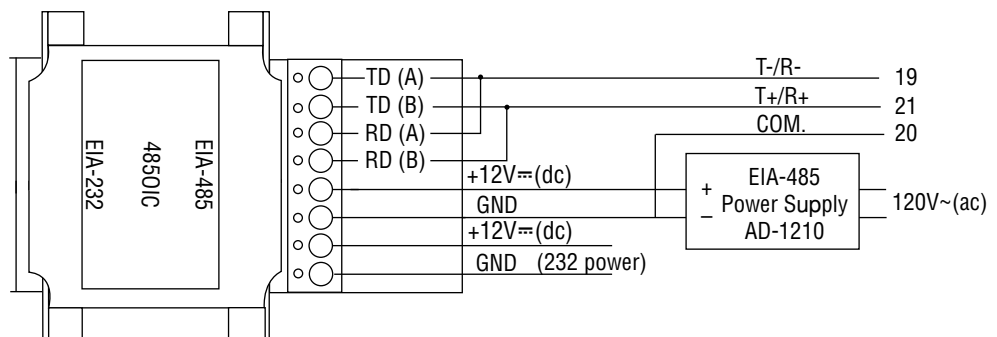 EIA-232
485OIC
EIA-485
TD (A)
TD (B)
RD (A)
RD (B)
T-/R- 19
T+/R+ 21
COM. 20
+12V⎓(dc)
GND
+12V⎓(dc)
GND (232 power)
+ EIA-485
– Power Supply
AD-1210
120V~(ac)